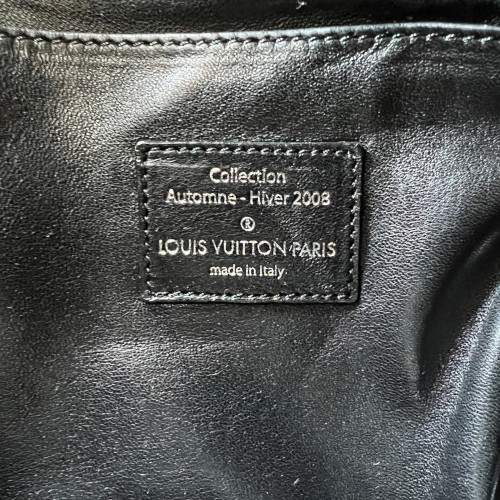 Collection
Automne - Hiver 2008
®
LOUIS VUITTON PARIS
made in Italy